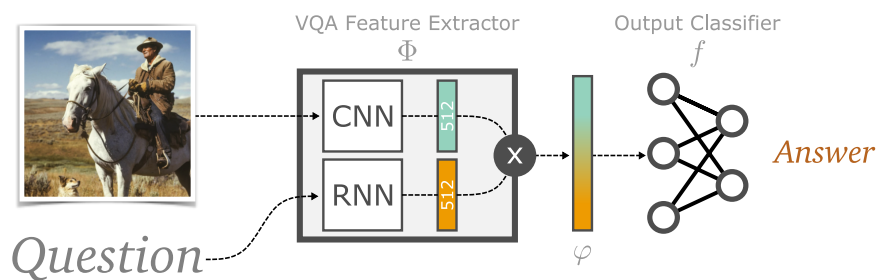 VQA Feature Extractor
Φ
Output Classifier
f
CNN
512
x
RNN
512
Question
φ
Answer